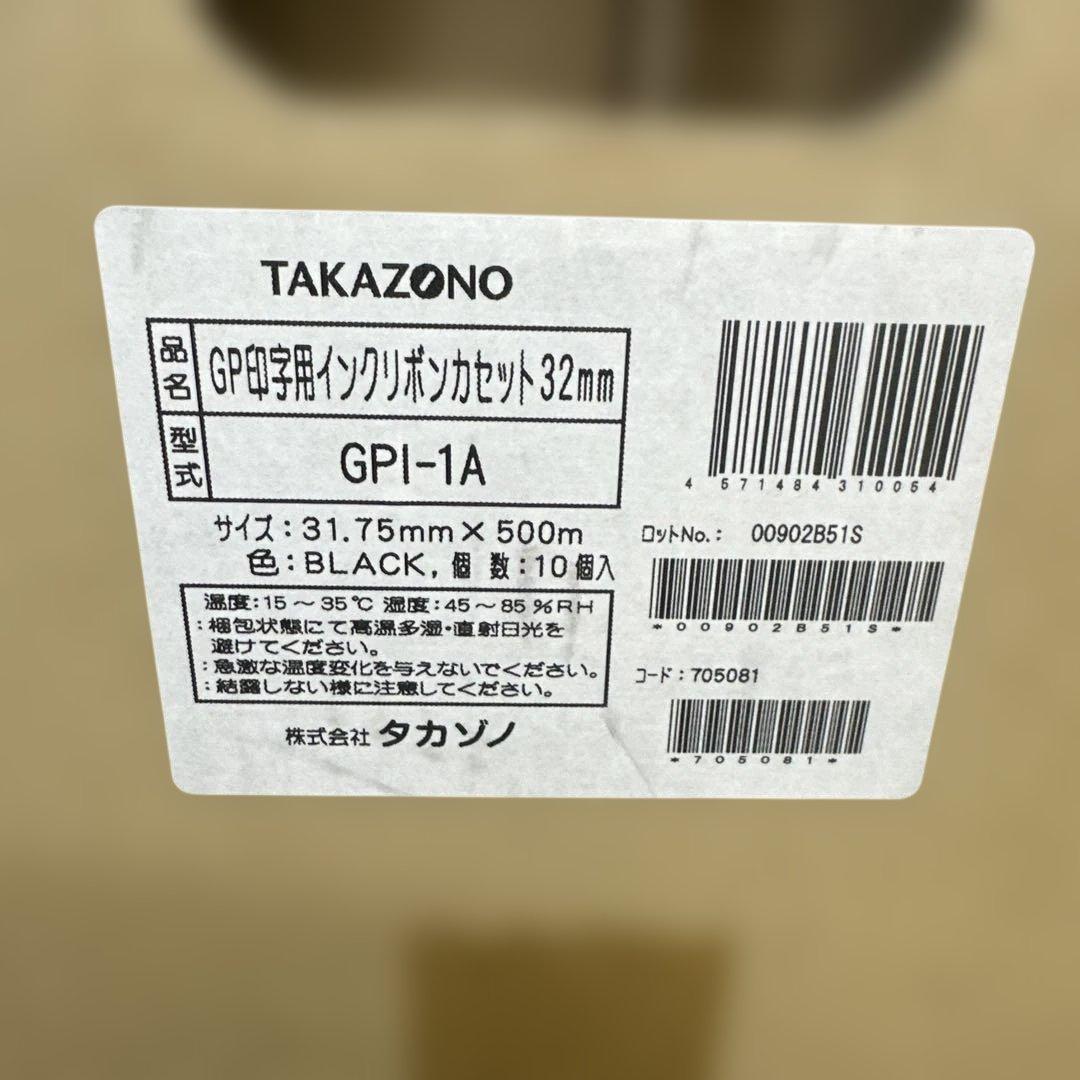 TAKAZONO
品名 GP印字用インクリボンカセット32mm
型式 GPI-1A
サイズ：31.75mm×500m
色：BLACK, 個 数：10個入
温度：15～35℃ 湿度：45～85%RH
：梱包状態にて高温多湿・直射日光を
避けてください。
：急激な温度変化を与えないでください。
：結露しない様に注意してください。
株式会社 タカゾノ
4 571484 310054
ロットNo.： 00902B51S
*00902B51S*
コード：705081
*705081*